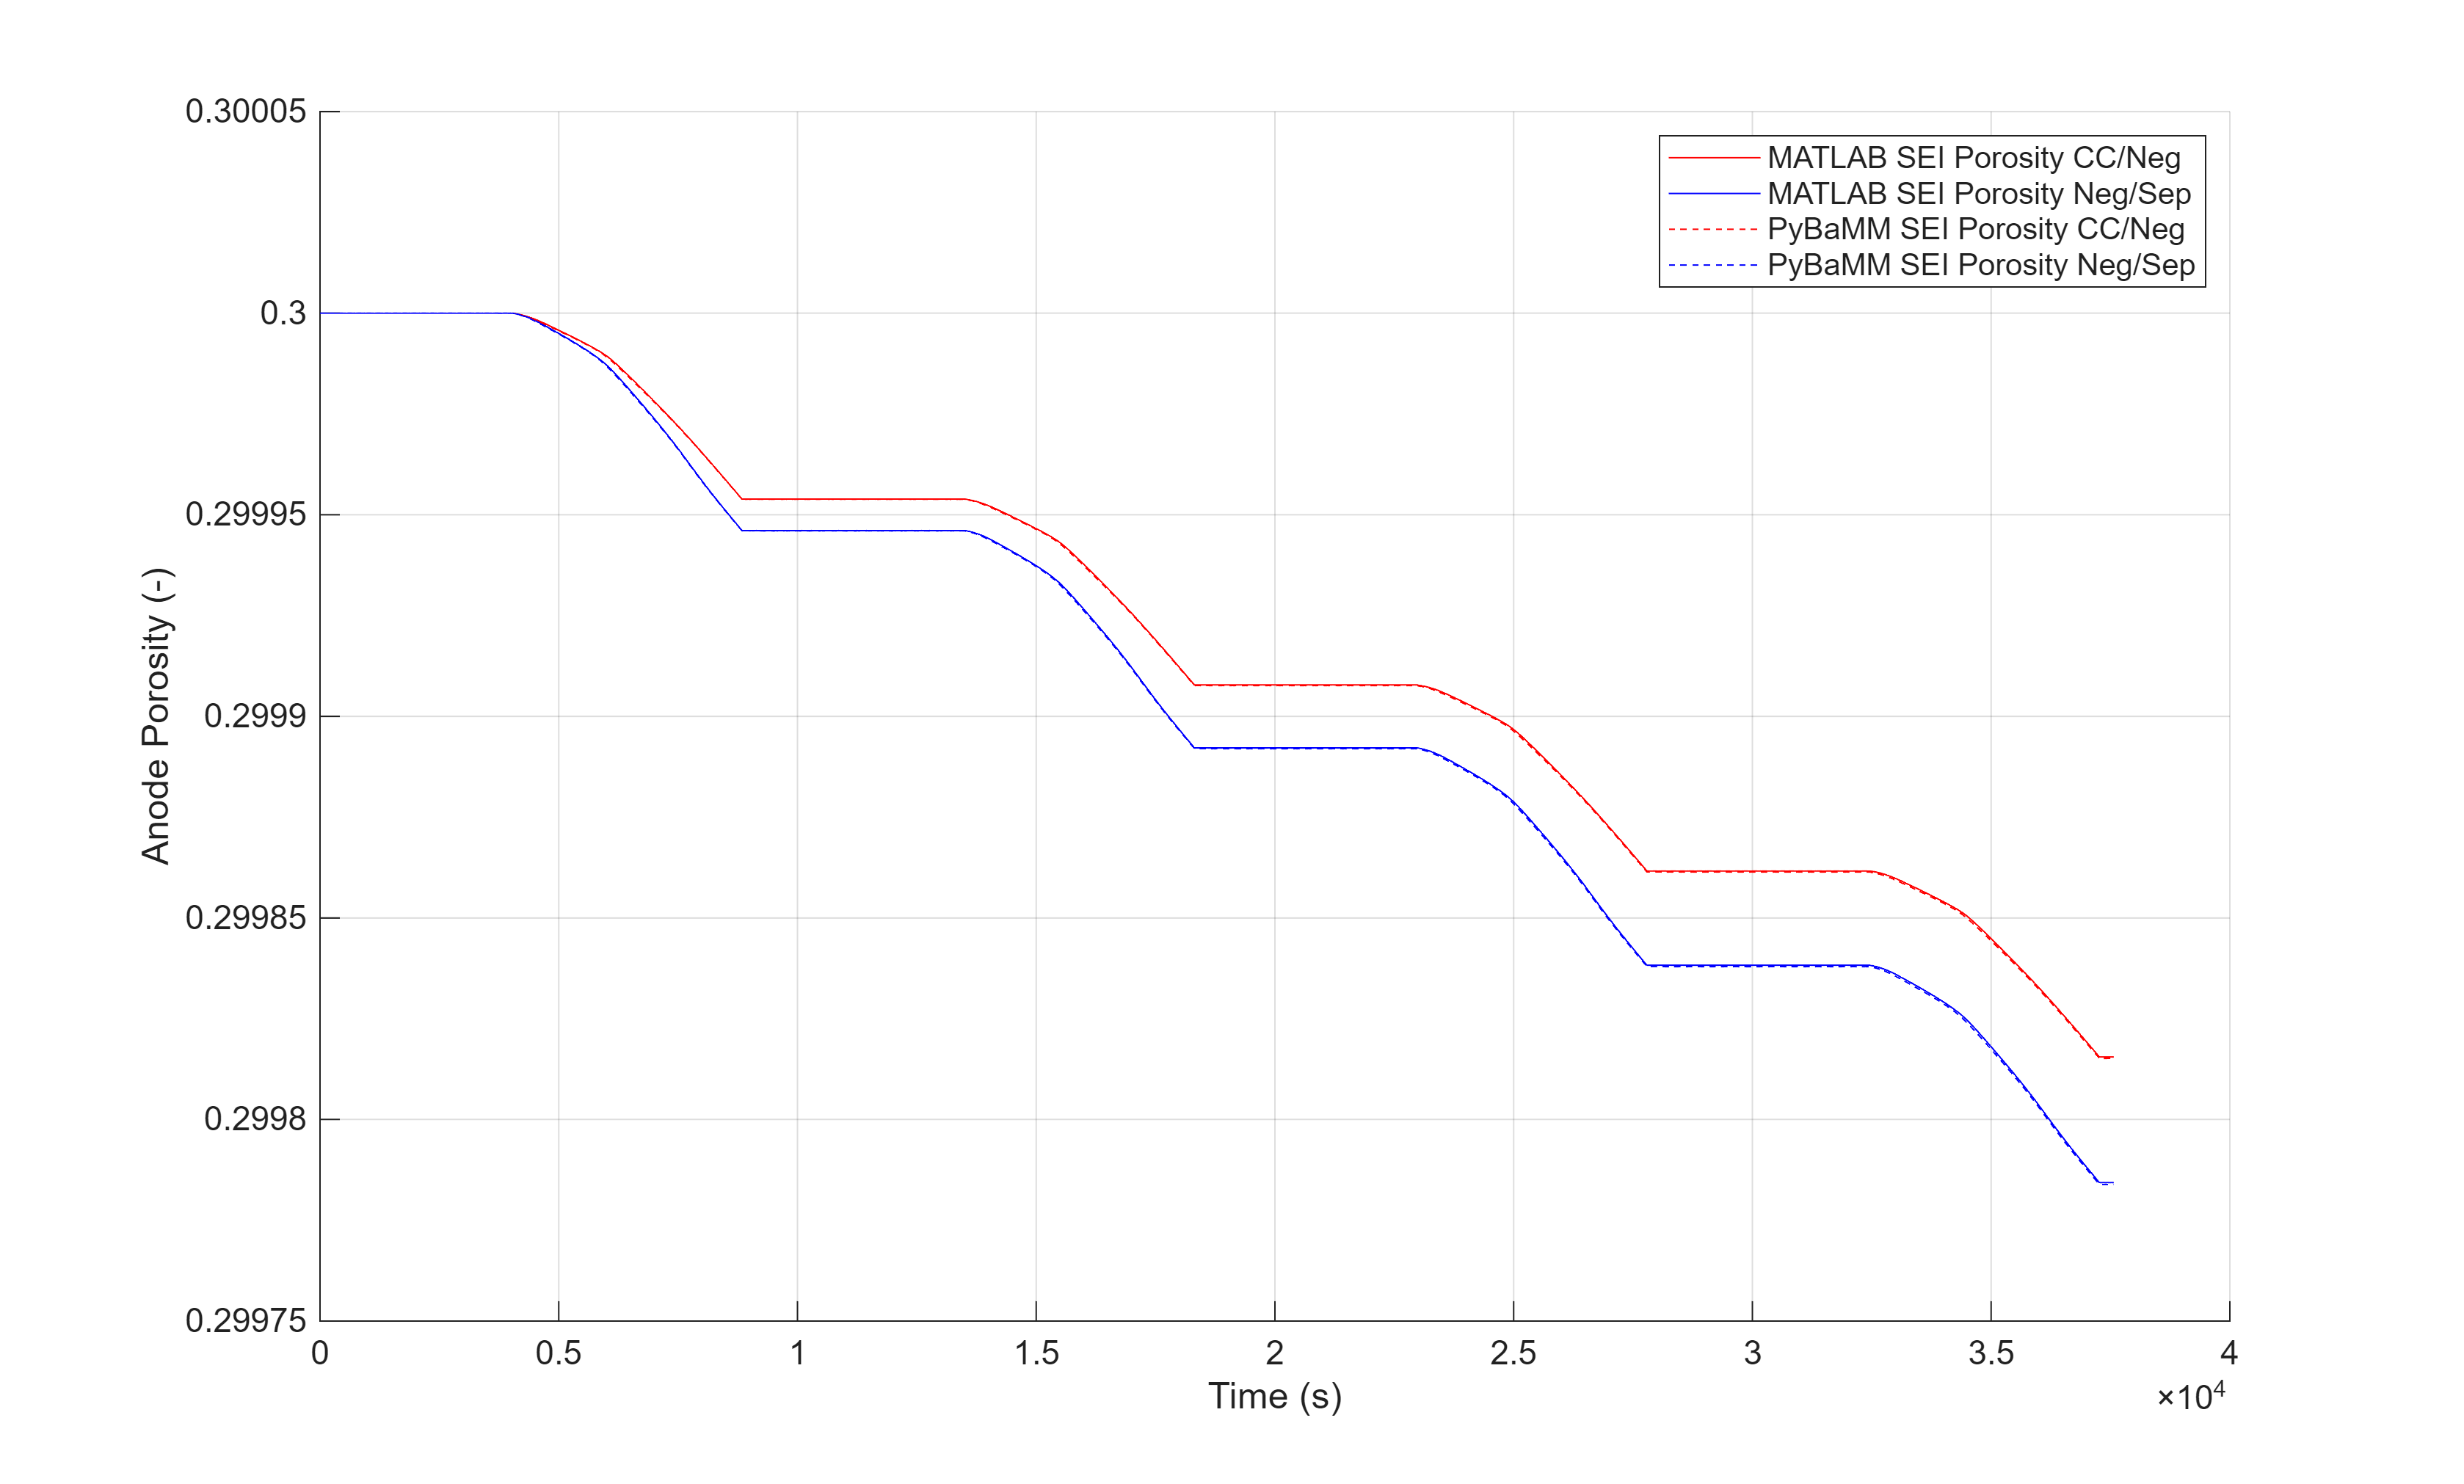 0.30005
0.3
0.29995
0.2999
0.29985
0.2998
0.29975
Anode Porosity (-)
MATLAB SEI Porosity CC/Neg
MATLAB SEI Porosity Neg/Sep
PyBaMM SEI Porosity CC/Neg
PyBaMM SEI Porosity Neg/Sep
0 0.5 1 1.5 2 2.5 3 3.5 4
Time (s)
×10⁴